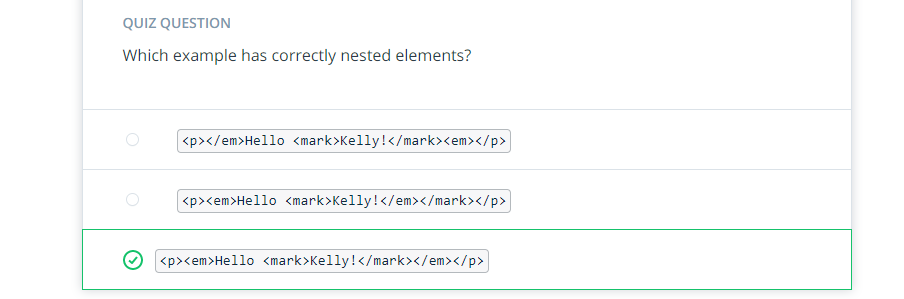 QUIZ QUESTION
Which example has correctly nested elements?
<p></em>Hello <mark>Kelly!</mark><em></p>
<p><em>Hello <mark>Kelly!</em></mark></p>
<p><em>Hello <mark>Kelly!</mark></em></p>